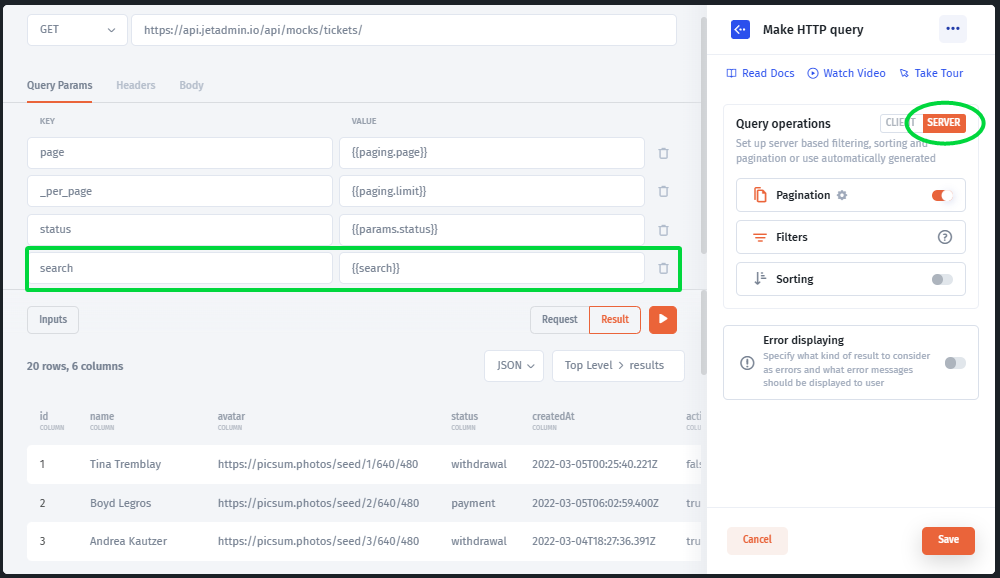 GET
https://api.jetadmin.io/api/mocks/tickets/
Query Params Headers Body
KEY VALUE
page {{paging.page}}
_per_page {{paging.limit}}
status {{params.status}}
search {{search}}
Inputs Request Result
20 rows, 6 columns JSON Top Level > results
id name avatar status createdAt acti
COLUMN COLUMN COLUMN COLUMN COLUMN COLU
1 Tina Tremblay https://picsum.photos/seed/1/640/480 withdrawal 2022-03-05T00:25:40.221Z fals
2 Boyd Legros https://picsum.photos/seed/2/640/480 payment 2022-03-05T06:02:59.400Z tru
3 Andrea Kautzer https://picsum.photos/seed/3/640/480 withdrawal 2022-03-04T18:27:36.391Z tru
Make HTTP query
Read Docs Watch Video Take Tour
Query operations CLIENT SERVER
Set up server based filtering, sorting and
pagination or use automatically generated
Pagination
Filters ?
Sorting
Error displaying
Specify what kind of result to consider
as errors and what error messages
should be displayed to user
Cancel Save